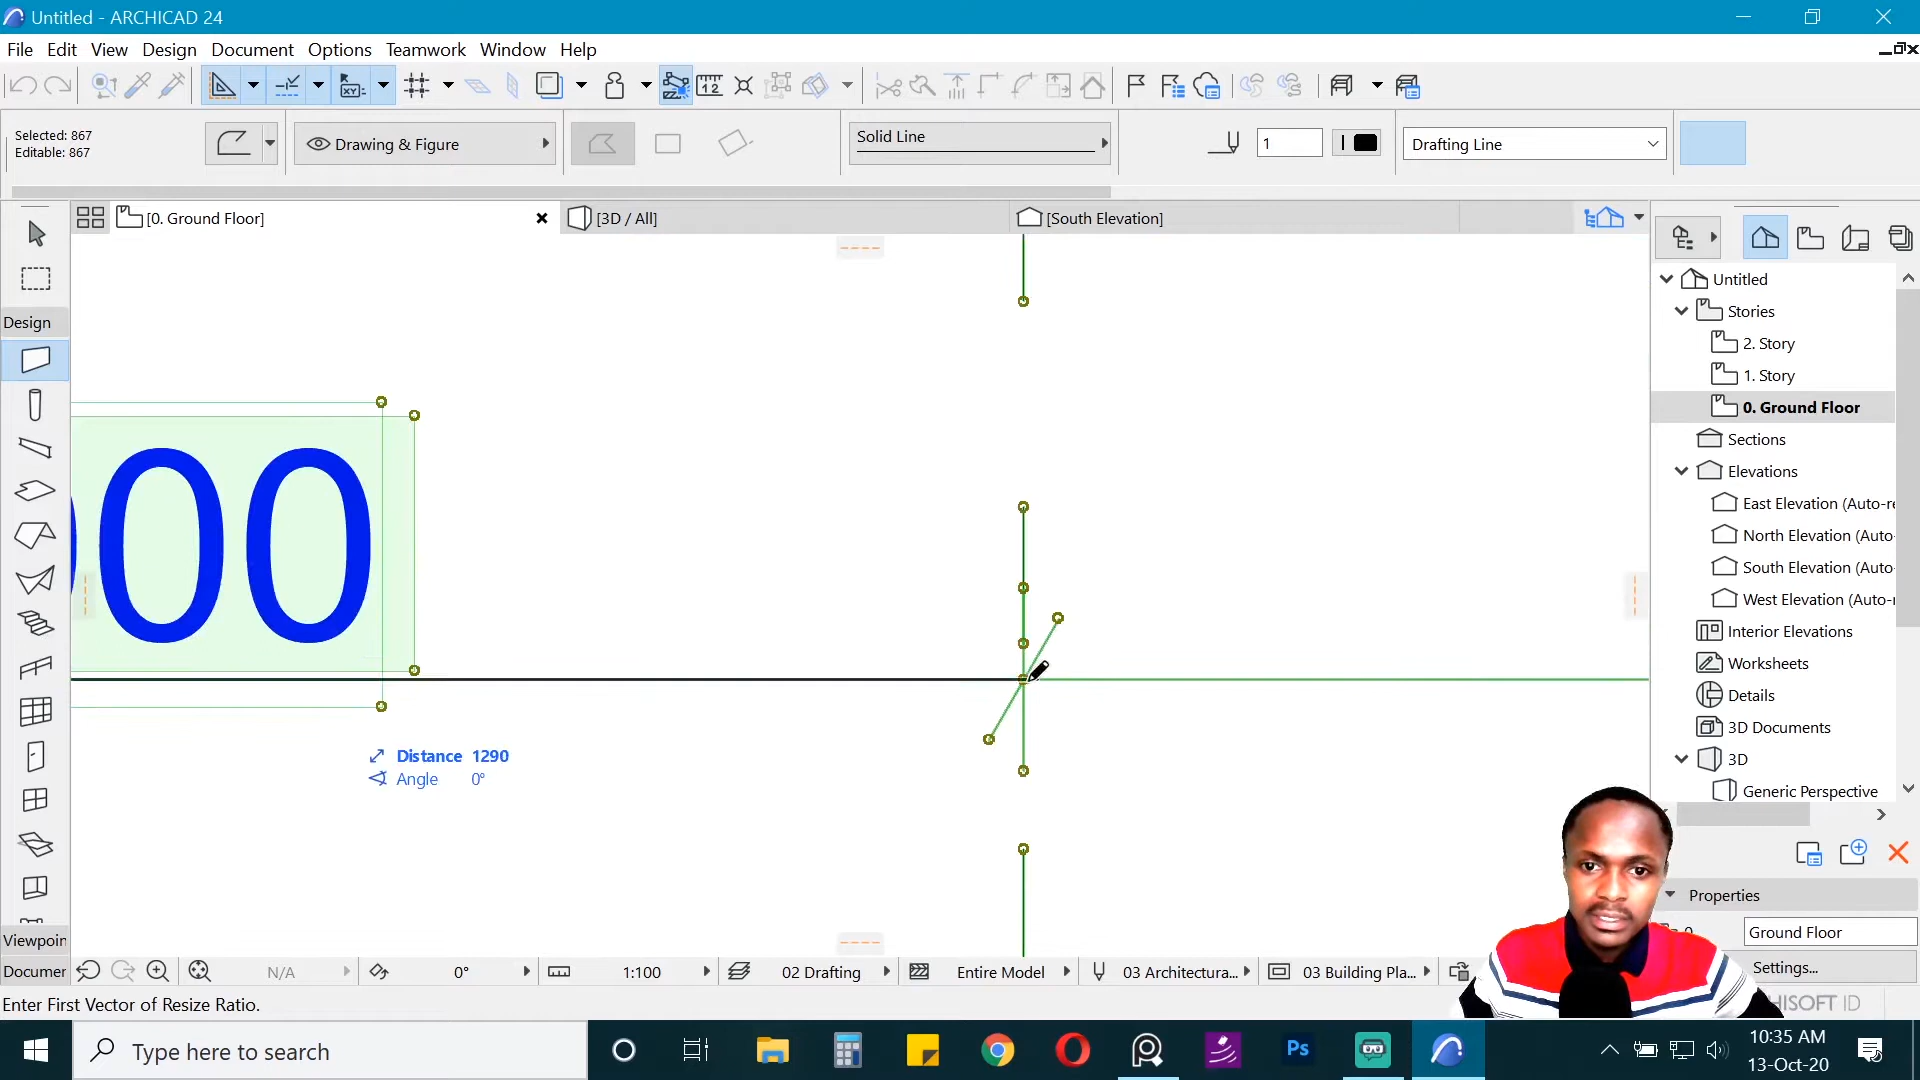 Untitled - ARCHICAD 24
File Edit View Design Document Options Teamwork Window Help
Selected: 867
Editable: 867
Drawing & Figure
Solid Line
1
Drafting Line
[0. Ground Floor]
[3D / All]
[South Elevation]
Design
Untitled
Stories
2. Story
1. Story
0. Ground Floor
Sections
Elevations
East Elevation (Auto-re
North Elevation (Auto-
South Elevation (Auto-
West Elevation (Auto-r
Interior Elevations
Worksheets
Details
3D Documents
3D
Generic Perspective
000
Distance 1290
Angle 0°
Properties
Ground Floor
Settings...
Viewpoin
Documer
N/A
0°
1:100
02 Drafting
Entire Model
03 Architectura...
03 Building Pla...
Enter First Vector of Resize Ratio.
HISOFT ID
Type here to search
Ps
10:35 AM
13-Oct-20